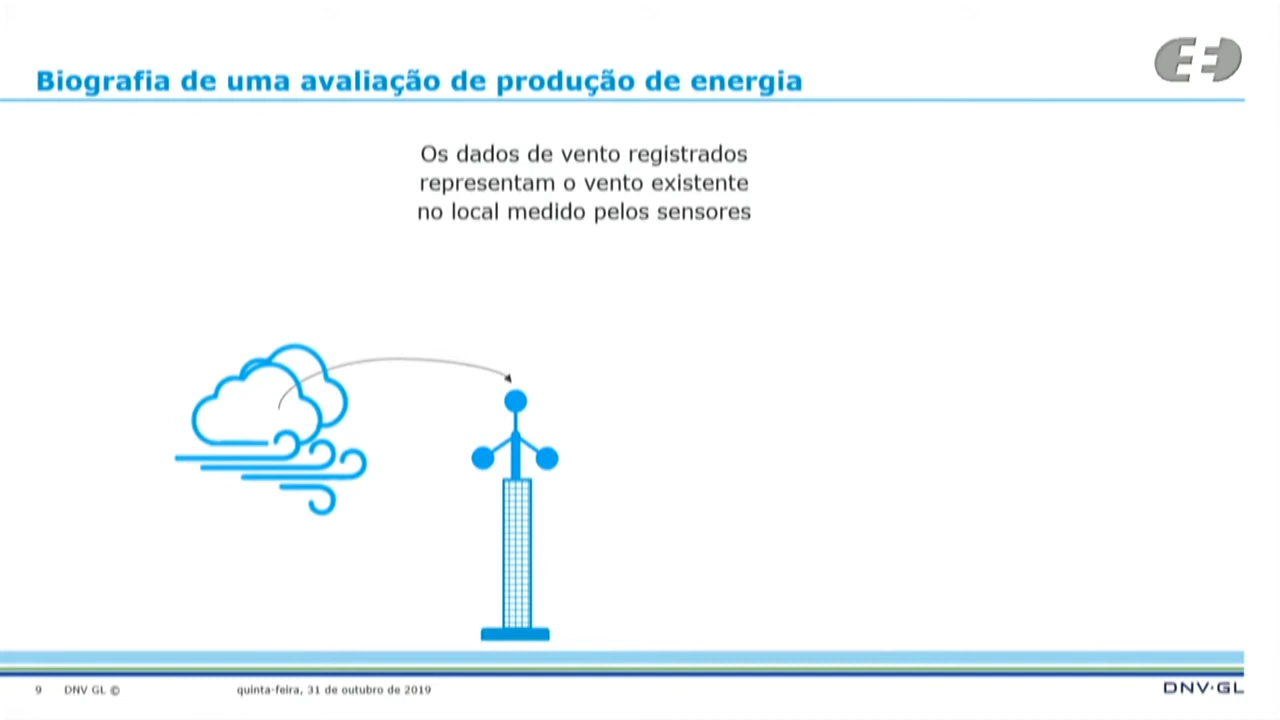 Biografia de uma avaliação de produção de energia
Os dados de vento registrados
representam o vento existente
no local medido pelos sensores
9 DNV GL © quinta-feira, 31 de outubro de 2019
DNV·GL